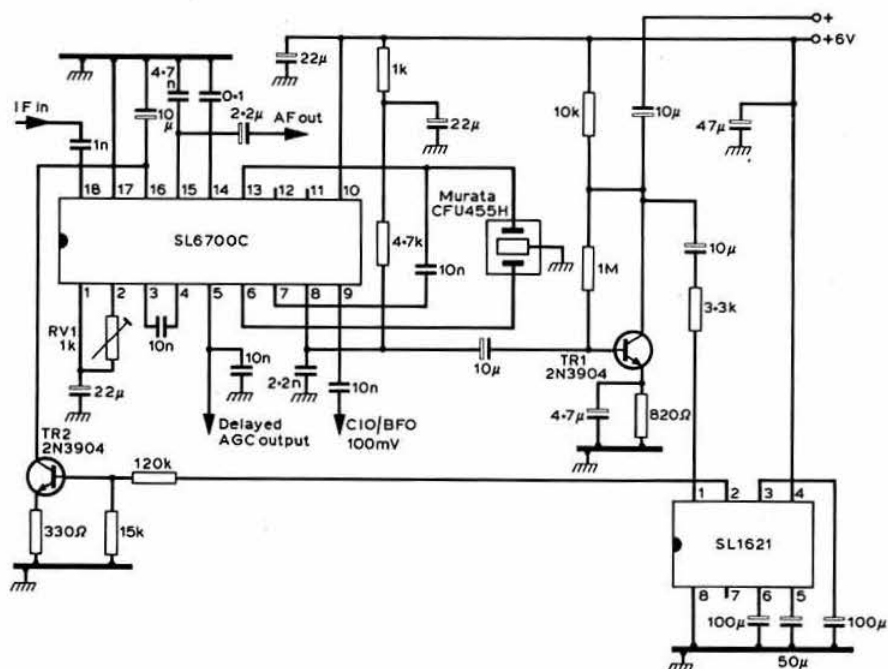 +
+6V
22µ
4·7
n
10
µ
0·1
1k
IF in
2·2µ
AF out
22µ
10k
10µ
47µ
1n
18 17 16 15 14 13 12 11 10
Murata
CFU455H
SL6700C
4·7k
10n
1M
10µ
3·3k
1 2 3 4 5 6 7 8 9
RV1
1k
10n
10n
2·2n
10n
10µ
TR1
2N3904
22µ
4·7µ
820Ω
Delayed
AGC output
CIO/BFO
100mV
TR2
2N3904
120k
330Ω
15k
1 2 3 4
SL1621
8 7 6 5
100µ
50µ
100µ